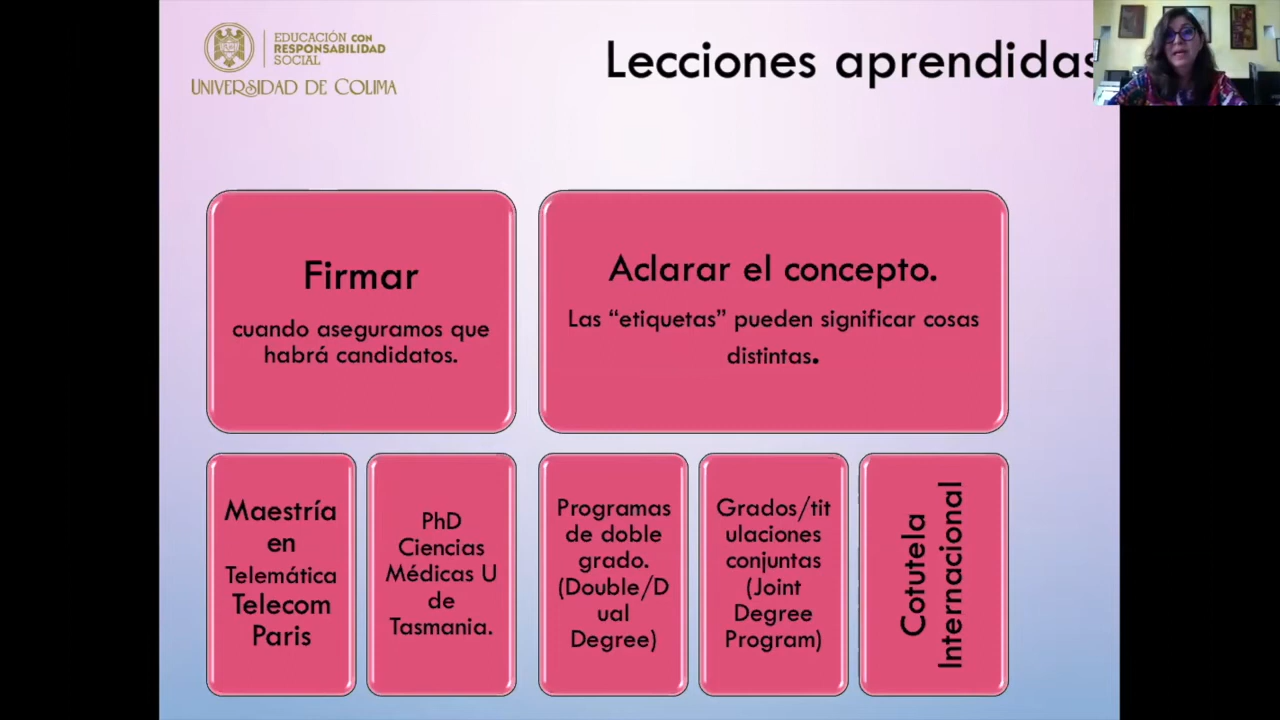 EDUCACIÓN CON
RESPONSABILIDAD
SOCIAL
UNIVERSIDAD DE COLIMA
Lecciones aprendidas
Firmar
cuando aseguramos que
habrá candidatos.
Aclarar el concepto.
Las “etiquetas” pueden significar cosas
distintas.
Maestría
en
Telemática
Telecom
Paris
PhD
Ciencias
Médicas U
de
Tasmania.
Programas
de doble
grado.
(Double/D
ual
Degree)
Grados/tit
ulaciones
conjuntas
(Joint
Degree
Program)
Cotutela
Internacional